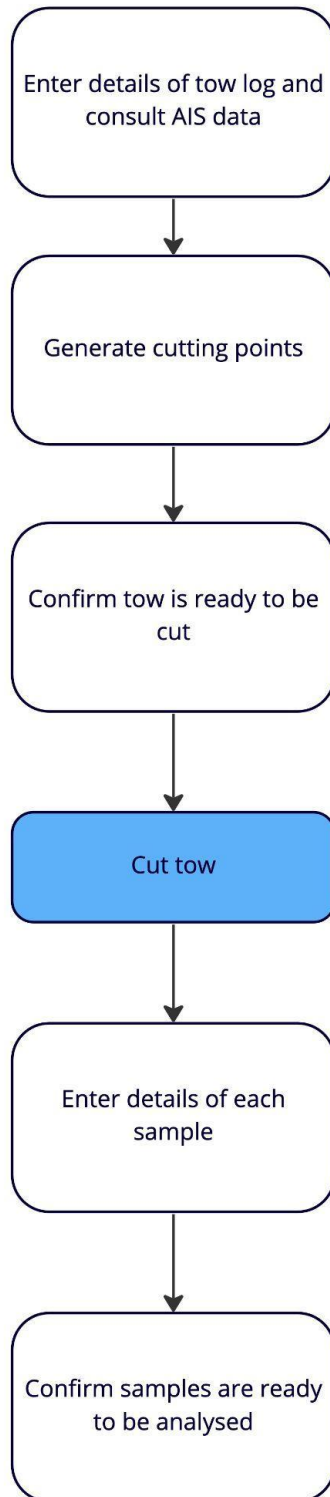 Enter details of tow log and
consult AIS data
Generate cutting points
Confirm tow is ready to be
cut
Cut tow
Enter details of each
sample
Confirm samples are ready
to be analysed